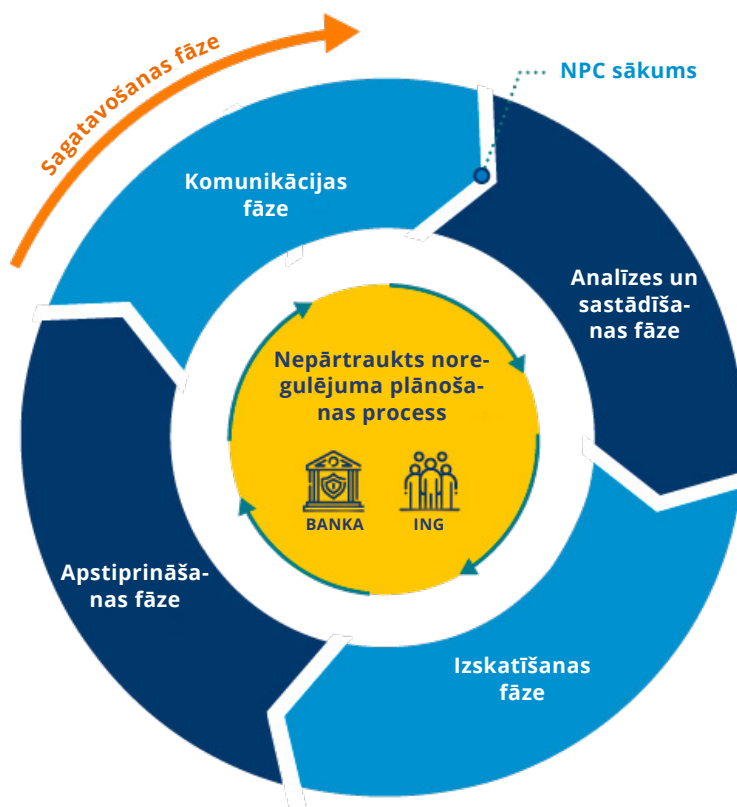 Sagatavošanas fāze
NPC sākums
Komunikācijas
fāze
Analīzes un
sastādīša-
nas fāze
Nepārtraukts nore-
gulējuma plānoša-
nas process
BANKA
ING
Apstiprināša-
nas fāze
Izskatīšanas
fāze